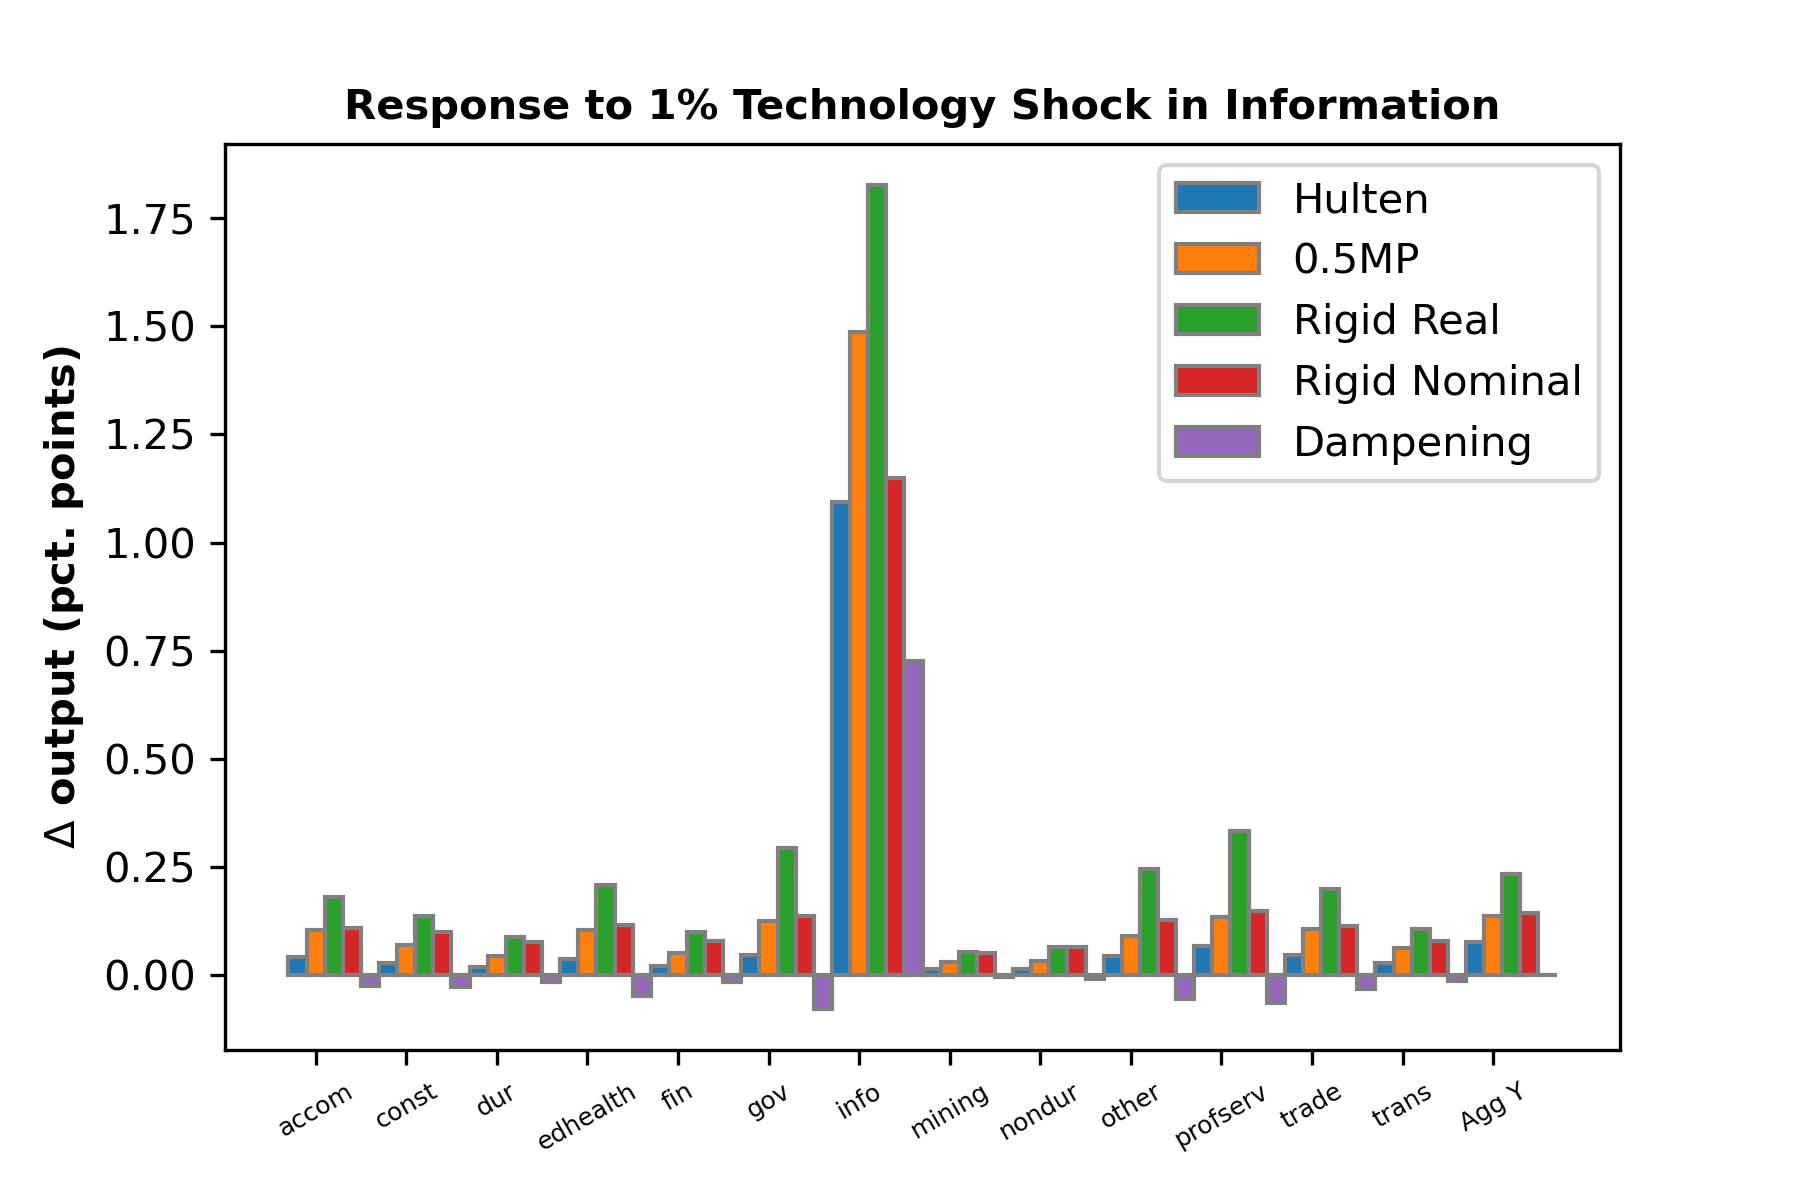 Response to 1% Technology Shock in Information
Δ output (pct. points)
1.75
1.50
1.25
1.00
0.75
0.50
0.25
0.00
Hulten
0.5MP
Rigid Real
Rigid Nominal
Dampening
accom const dur edhealth fin gov info mining nondur other profserv trade trans Agg Y